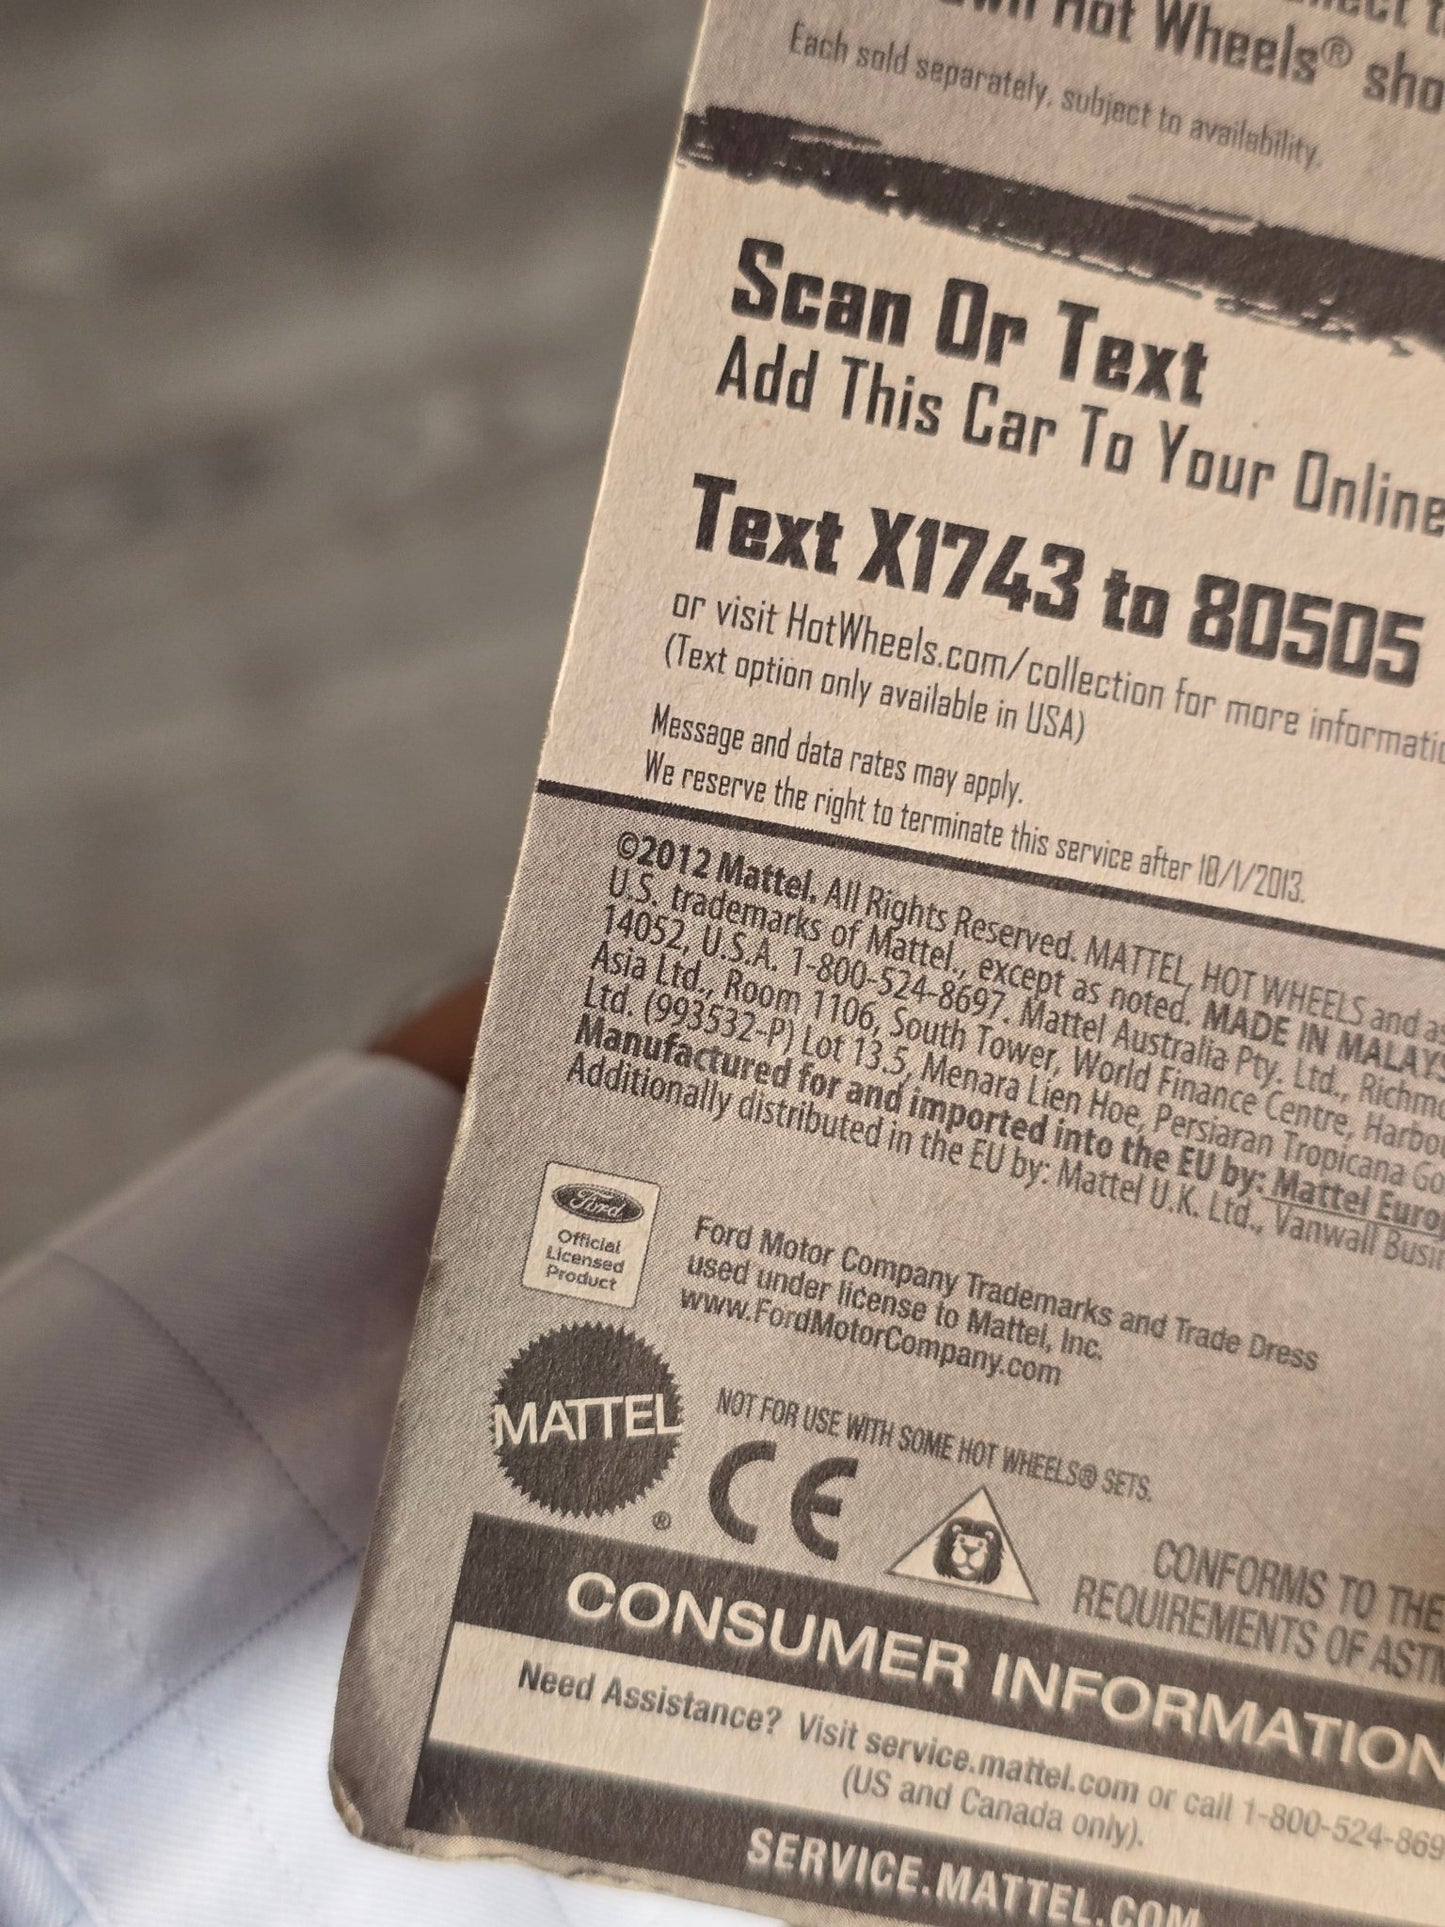 Hot Wheels® sho
Each sold separately, subject to availability.
Scan Or Text
Add This Car To Your Online
Text X1743 to 80505
or visit HotWheels.com/collection for more informati
(Text option only available in USA)
Message and data rates may apply.
We reserve the right to terminate this service after 10/1/2013.
©2012 Mattel. All Rights Reserved. MATTEL, HOT WHEELS and as
U.S. trademarks of Mattel., except as noted. MADE IN MALAYS
14052, U.S.A. 1-800-524-8697. Mattel Australia Pty. Ltd., Richmo
Asia Ltd., Room 1106, South Tower, World Finance Centre, Harbou
Ltd. (993532-P) Lot 13.5, Menara Lien Hoe, Persiaran Tropicana Go
Manufactured for and imported into the EU by: Mattel Europ
Additionally distributed in the EU by: Mattel U.K. Ltd., Vanwall Busin
Ford
Official
Licensed
Product
Ford Motor Company Trademarks and Trade Dress
used under license to Mattel, Inc.
www.FordMotorCompany.com
MATTEL
®
NOT FOR USE WITH SOME HOT WHEELS® SETS.
CE
CONFORMS TO THE
REQUIREMENTS OF ASTM
CONSUMER INFORMATION
Need Assistance? Visit service.mattel.com or call 1-800-524-869
(US and Canada only).
SERVICE.MATTEL.COM